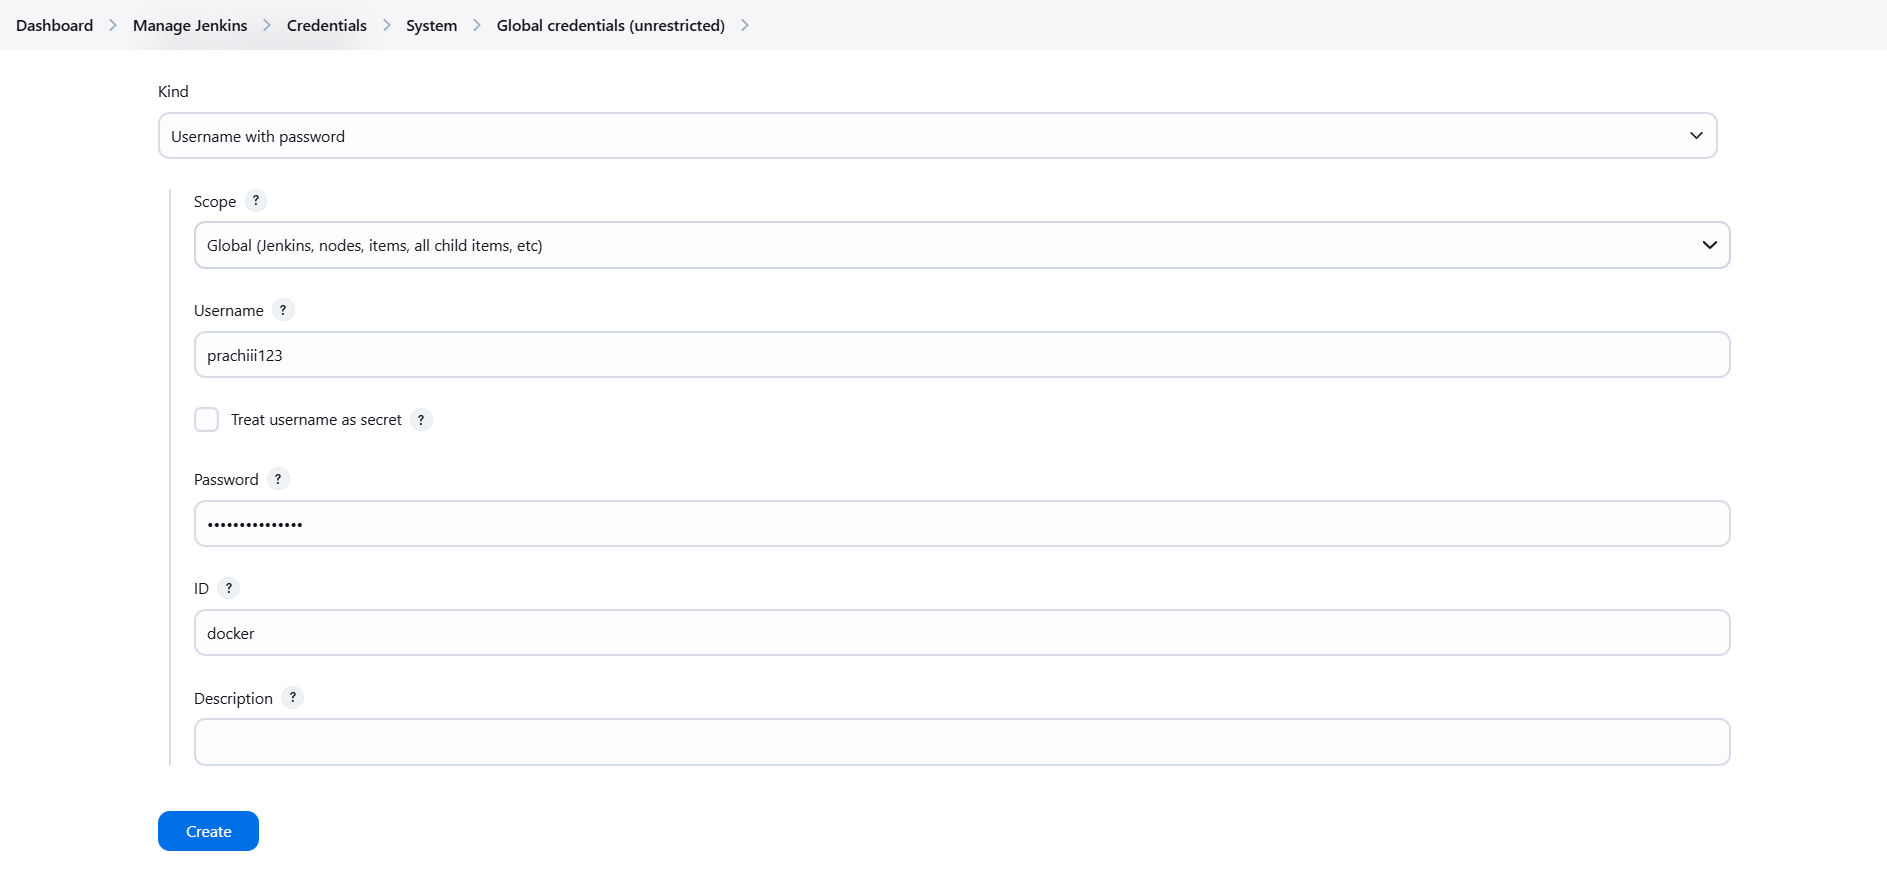 Dashboard > Manage Jenkins > Credentials > System > Global credentials (unrestricted) >
Kind
Username with password
Scope ?
Global (Jenkins, nodes, items, all child items, etc)
Username ?
prachiii123
Treat username as secret ?
Password ?
•••••••••••••••
ID ?
docker
Description ?
Create